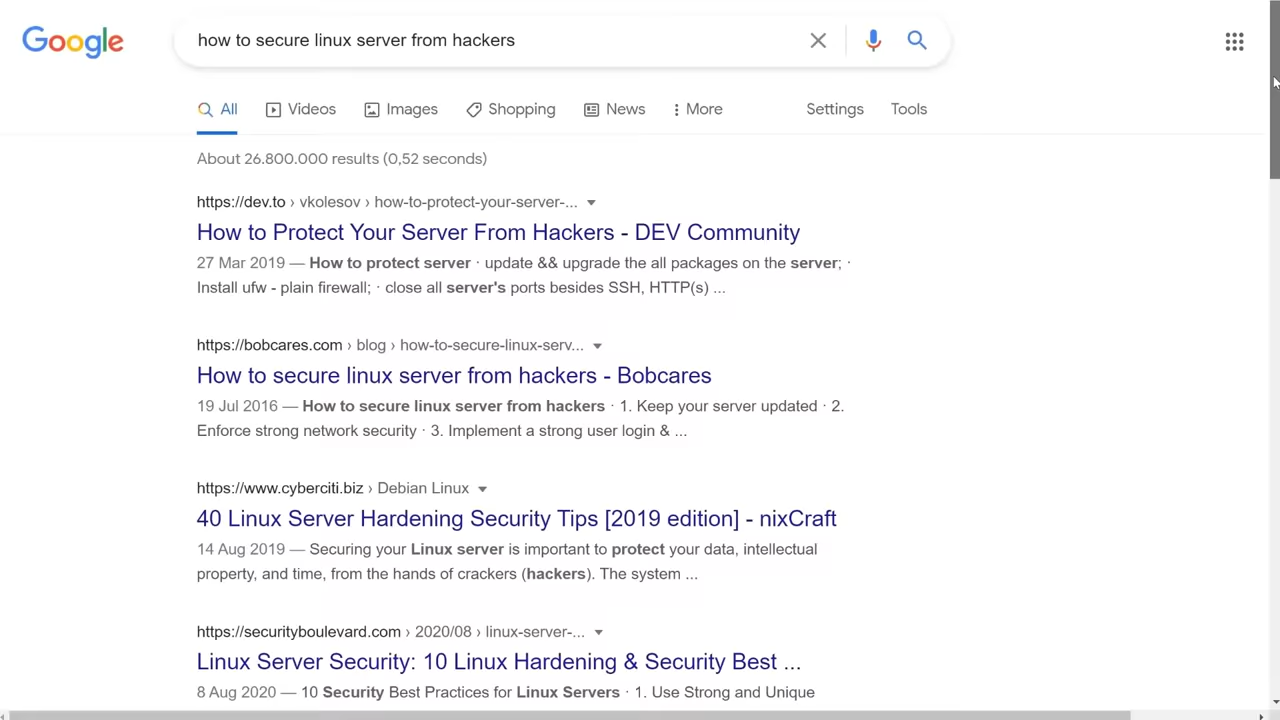 Google
how to secure linux server from hackers
All Videos Images Shopping News More Settings Tools
About 26.800.000 results (0,52 seconds)
https://dev.to › vkolesov › how-to-protect-your-server-...
How to Protect Your Server From Hackers - DEV Community
27 Mar 2019 — How to protect server · update && upgrade the all packages on the server; ·
Install ufw - plain firewall; · close all server's ports besides SSH, HTTP(s) ...
https://bobcares.com › blog › how-to-secure-linux-serv...
How to secure linux server from hackers - Bobcares
19 Jul 2016 — How to secure linux server from hackers · 1. Keep your server updated · 2.
Enforce strong network security · 3. Implement a strong user login & ...
https://www.cyberciti.biz › Debian Linux
40 Linux Server Hardening Security Tips [2019 edition] - nixCraft
14 Aug 2019 — Securing your Linux server is important to protect your data, intellectual
property, and time, from the hands of crackers (hackers). The system ...
https://securityboulevard.com › 2020/08 › linux-server-...
Linux Server Security: 10 Linux Hardening & Security Best ...
8 Aug 2020 — 10 Security Best Practices for Linux Servers · 1. Use Strong and Unique